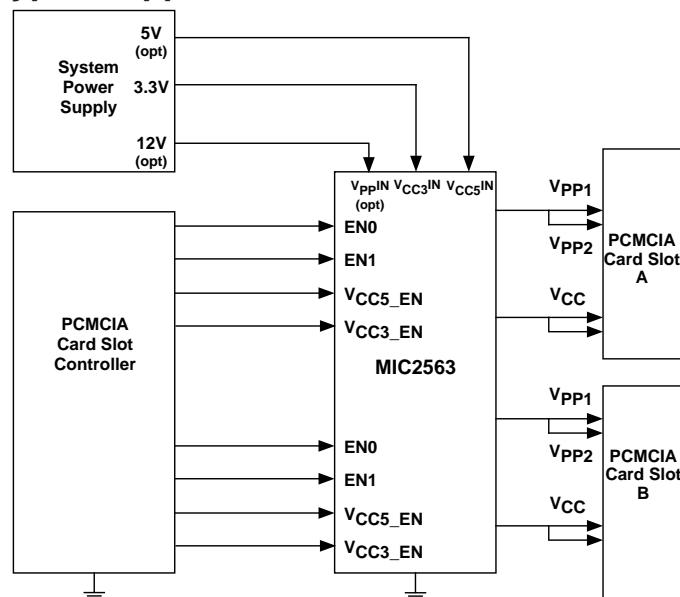 5V
(opt)
System
Power
Supply
3.3V
12V
(opt)
VPPIN
(opt)
VCC3IN
VCC5IN
PCMCIA
Card Slot
Controller
EN0
EN1
VCC5_EN
VCC3_EN
MIC2563
EN0
EN1
VCC5_EN
VCC3_EN
VPP1
VPP2
VCC
PCMCIA
Card Slot
A
VPP1
VPP2
VCC
PCMCIA
Card Slot
B